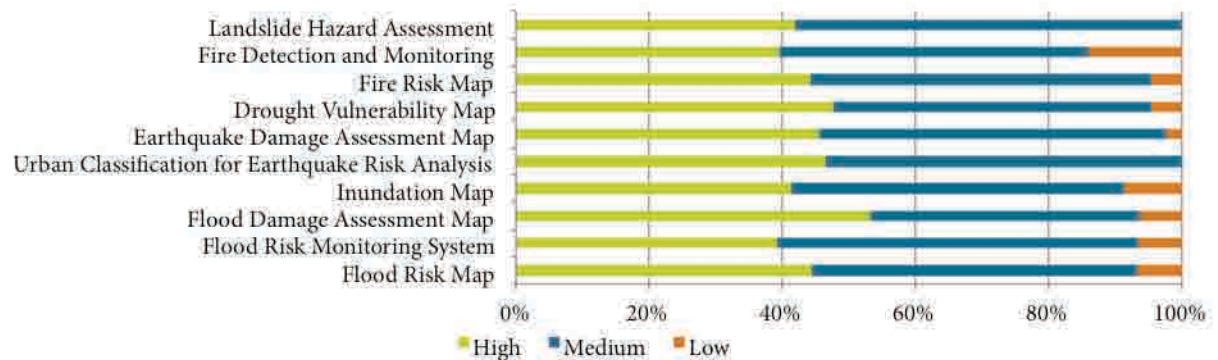 Landslide Hazard Assessment
Fire Detection and Monitoring
Fire Risk Map
Drought Vulnerability Map
Earthquake Damage Assessment Map
Urban Classification for Earthquake Risk Analysis
Inundation Map
Flood Damage Assessment Map
Flood Risk Monitoring System
Flood Risk Map
0% 20% 40% 60% 80% 100%
High Medium Low